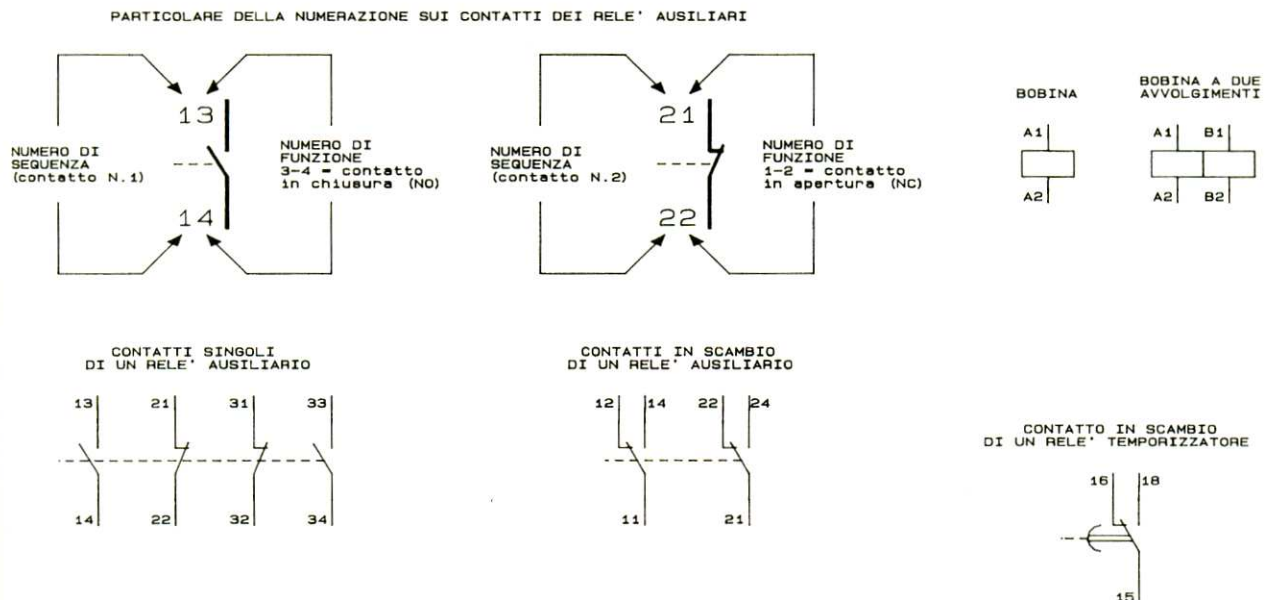 PARTICOLARE DELLA NUMERAZIONE SUI CONTATTI DEI RELE' AUSILIARI
13
NUMERO DI
SEQUENZA
(contatto N.1)
NUMERO DI
FUNZIONE
3-4 = contatto
in chiusura (NO)
14
21
NUMERO DI
SEQUENZA
(contatto N.2)
NUMERO DI
FUNZIONE
1-2 = contatto
in apertura (NC)
22
BOBINA
A1
A2
BOBINA A DUE
AVVOLGIMENTI
A1 B1
A2 B2
CONTATTI SINGOLI
DI UN RELE' AUSILIARIO
13 21 31 33
14 22 32 34
CONTATTI IN SCAMBIO
DI UN RELE' AUSILIARIO
12 14 22 24
11 21
CONTATTO IN SCAMBIO
DI UN RELE' TEMPORIZZATORE
16 18
15